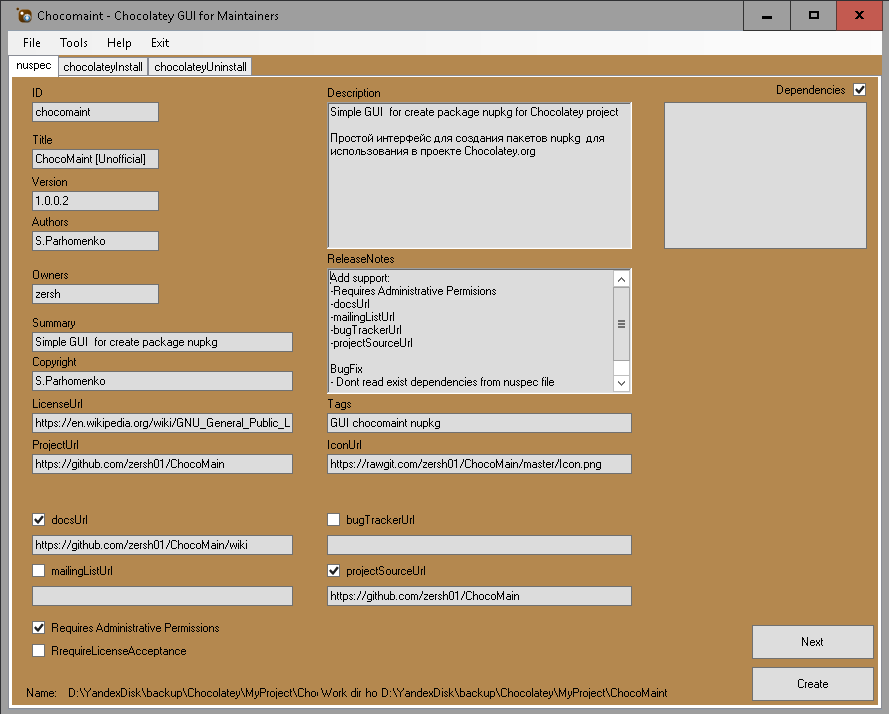 Chocomaint - Chocolatey GUI for Maintainers
File Tools Help Exit
nuspec chocolateyInstall chocolateyUninstall
ID
chocomaint
Title
ChocoMaint [Unofficial]
Version
1.0.0.2
Authors
S.Parhomenko
Owners
zersh
Summary
Simple GUI for create package nupkg
Copyright
S.Parhomenko
LicenseUrl
https://en.wikipedia.org/wiki/GNU_General_Public_L
ProjectUrl
https://github.com/zersh01/ChocoMain
Description
Simple GUI for create package nupkg for Chocolatey project
Простой интерфейс для создания пакетов nupkg для
использования в проекте Chocolatey.org
ReleaseNotes
Add support:
-Requires Administrative Permisions
-docsUrl
-mailingListUrl
-bugTrackerUrl
-projectSourceUrl
BugFix
- Dont read exist dependencies from nuspec file
Tags
GUI chocomaint nupkg
IconUrl
https://rawgit.com/zersh01/ChocoMain/master/Icon.png
Dependencies
docsUrl
https://github.com/zersh01/ChocoMain/wiki
bugTrackerUrl
mailingListUrl
projectSourceUrl
https://github.com/zersh01/ChocoMain
Requires Administrative Permissions
RrequireLicenseAcceptance
Next
Create
Name: D:\YandexDisk\backup\Chocolatey\MyProject\Choc Work dir ho D:\YandexDisk\backup\Chocolatey\MyProject\ChocoMaint